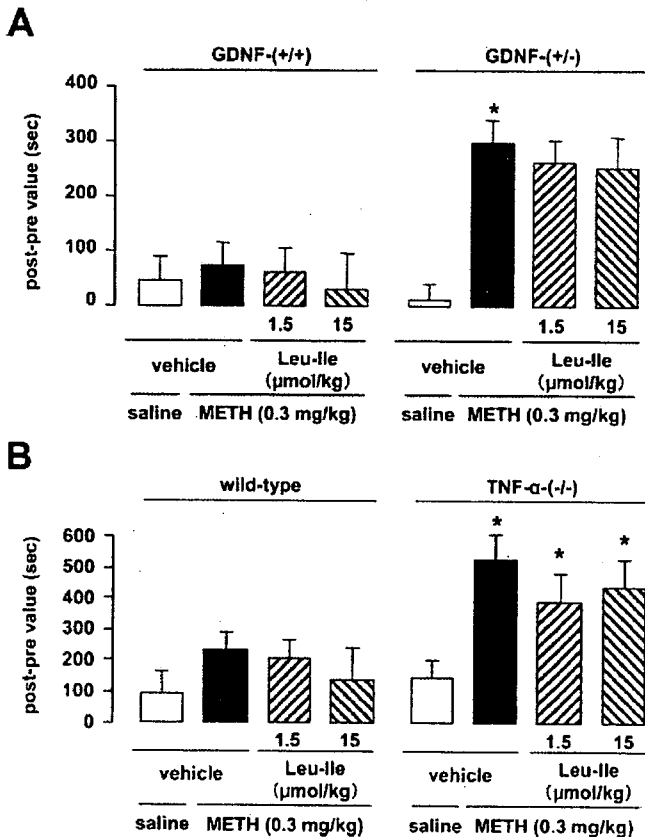 A
GDNF-(+/+) GDNF-(+/-)
post-pre value (sec)
400
300
200
100
0
*
1.5 15 1.5 15
vehicle Leu-Ile (μmol/kg) vehicle Leu-Ile (μmol/kg)
saline METH (0.3 mg/kg) saline METH (0.3 mg/kg)
B
wild-type TNF-α-(-/-)
post-pre value (sec)
600
500
400
300
200
100
0
* * *
1.5 15 1.5 15
vehicle Leu-Ile (μmol/kg) vehicle Leu-Ile (μmol/kg)
saline METH (0.3 mg/kg) saline METH (0.3 mg/kg)